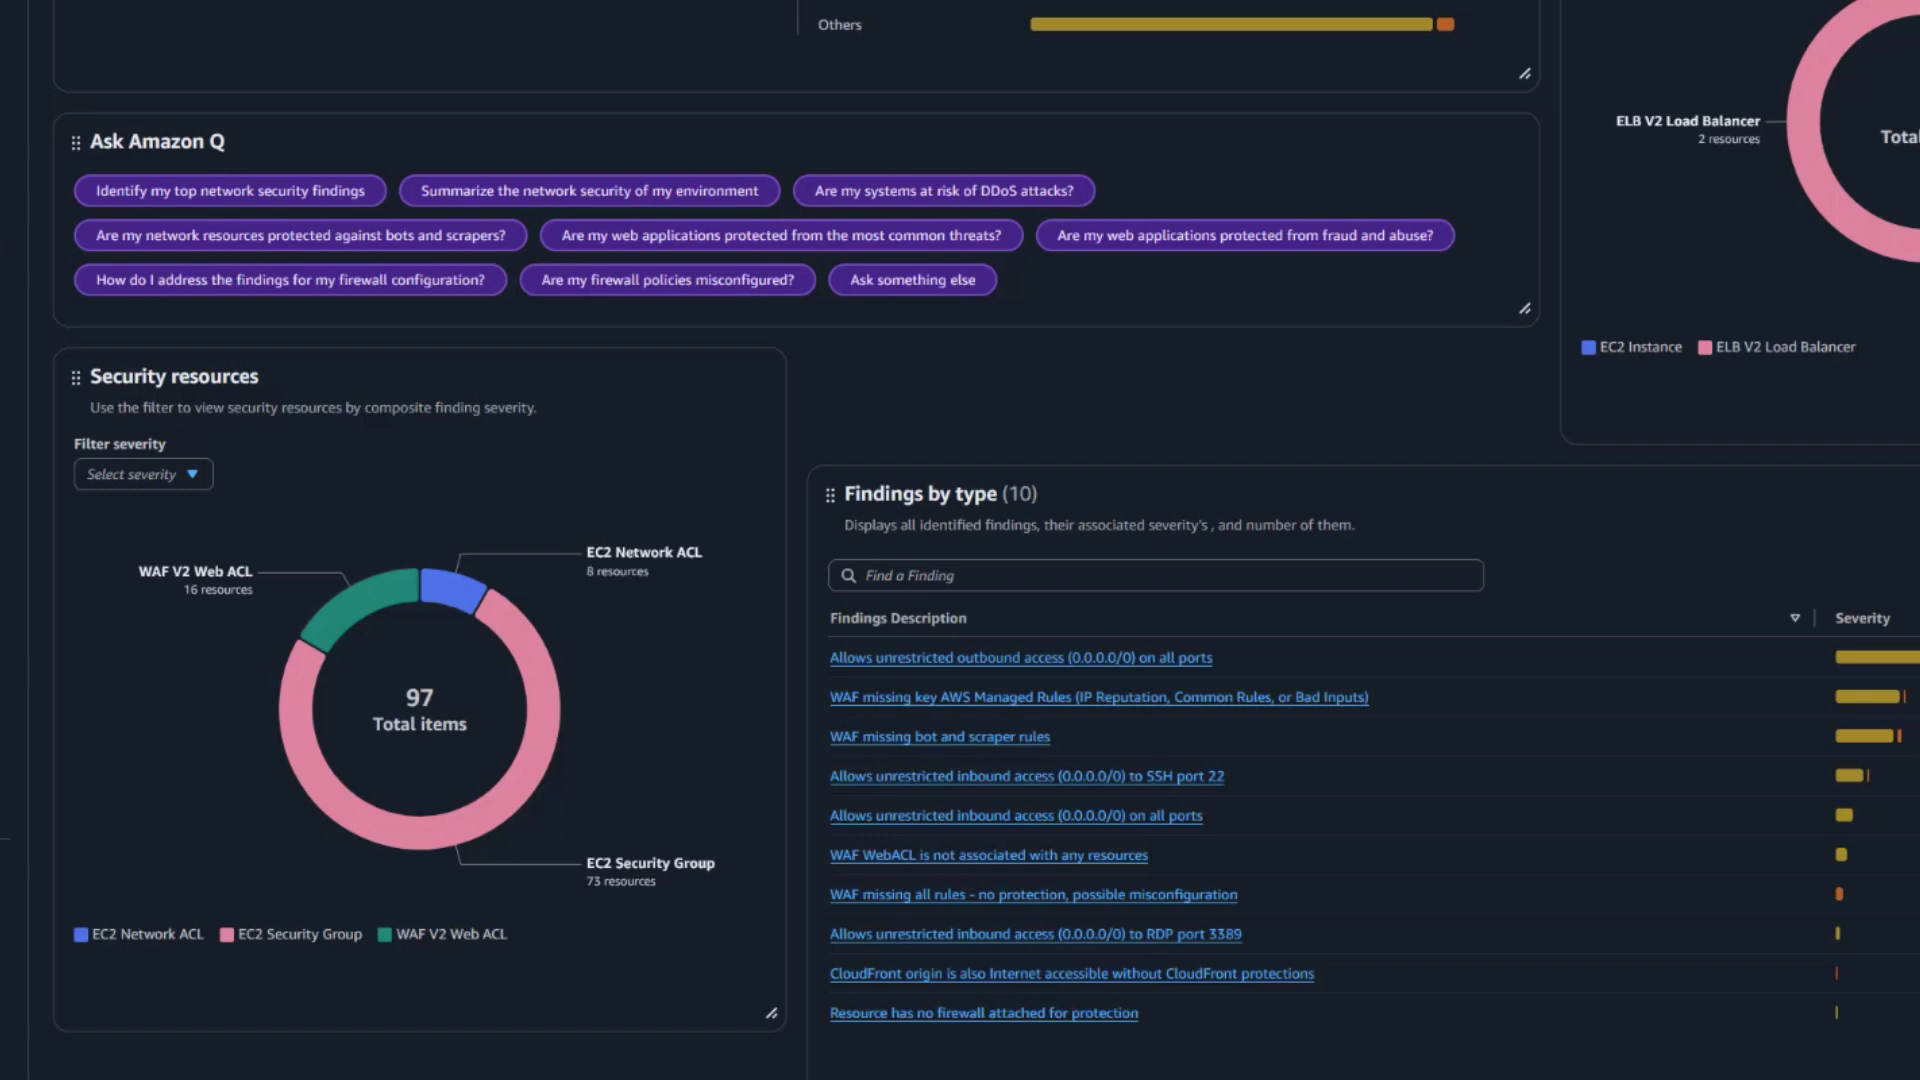 Others
ELB V2 Load Balancer
2 resources
Ask Amazon Q
Identify my top network security findings
Summarize the network security of my environment
Are my systems at risk of DDoS attacks?
Are my network resources protected against bots and scrapers?
Are my web applications protected from the most common threats?
Are my web applications protected from fraud and abuse?
How do I address the findings for my firewall configuration?
Are my firewall policies misconfigured?
Ask something else
EC2 Instance
ELB V2 Load Balancer
Security resources
Use the filter to view security resources by composite finding severity.
Filter severity
Select severity
WAF V2 Web ACL
16 resources
EC2 Network ACL
8 resources
97
Total items
EC2 Security Group
73 resources
EC2 Network ACL
EC2 Security Group
WAF V2 Web ACL
Findings by type (10)
Displays all identified findings, their associated severity's , and number of them.
Find a Finding
Findings Description
Severity
Allows unrestricted outbound access (0.0.0.0/0) on all ports
WAF missing key AWS Managed Rules (IP Reputation, Common Rules, or Bad Inputs)
WAF missing bot and scraper rules
Allows unrestricted inbound access (0.0.0.0/0) to SSH port 22
Allows unrestricted inbound access (0.0.0.0/0) on all ports
WAF WebACL is not associated with any resources
WAF missing all rules - no protection, possible misconfiguration
Allows unrestricted inbound access (0.0.0.0/0) to RDP port 3389
CloudFront origin is also Internet accessible without CloudFront protections
Resource has no firewall attached for protection